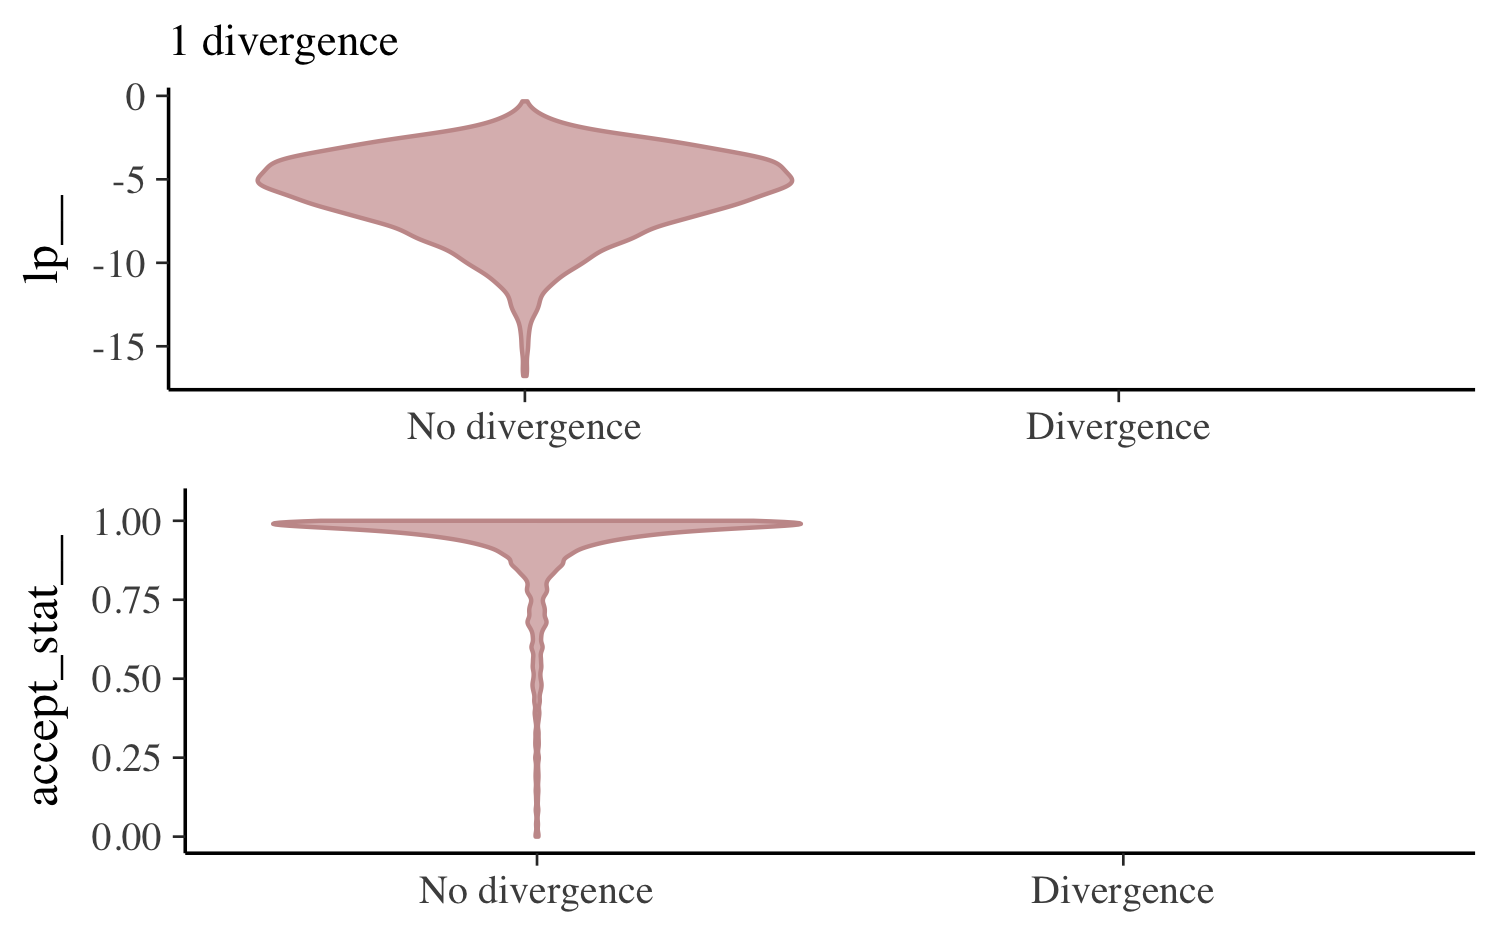 1 divergence
lp__
0
-5
-10
-15
No divergence Divergence
accept_stat__
1.00
0.75
0.50
0.25
0.00
No divergence Divergence